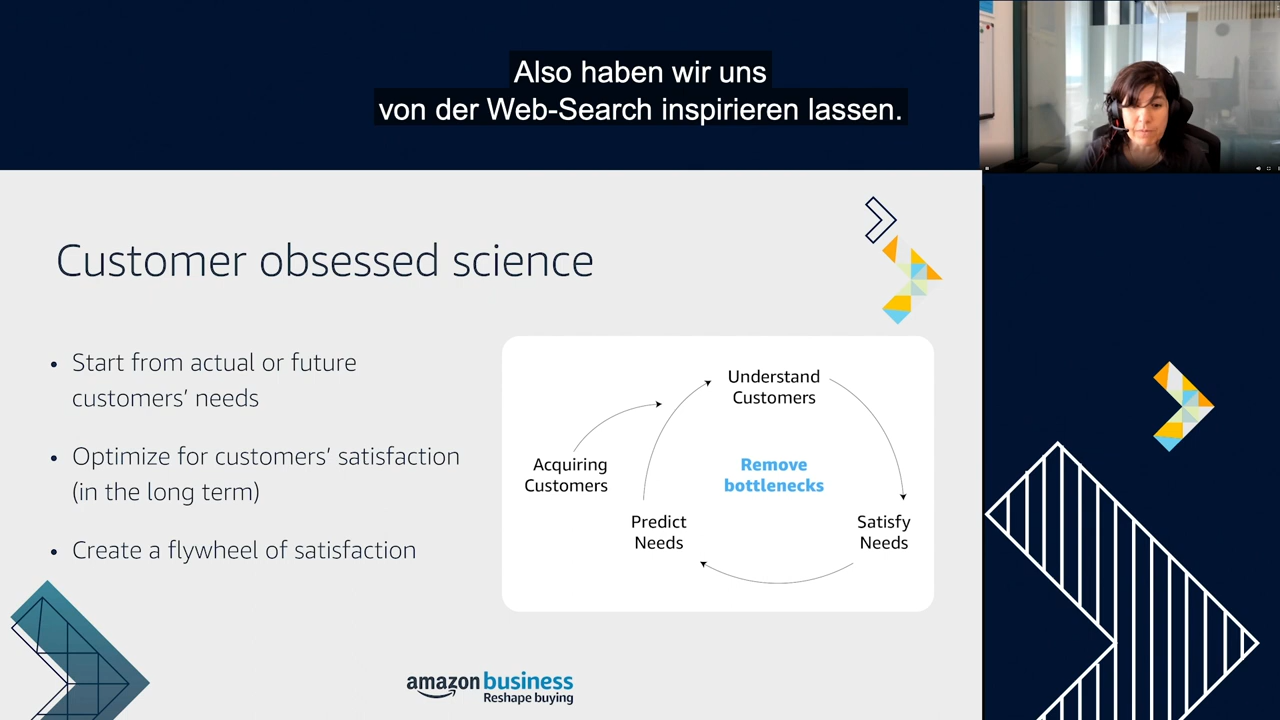 Also haben wir uns
von der Web-Search inspirieren lassen.
Customer obsessed science
• Start from actual or future
customers’ needs
• Optimize for customers’ satisfaction
(in the long term)
• Create a flywheel of satisfaction
Understand
Customers
Acquiring
Customers
Remove
bottlenecks
Predict
Needs
Satisfy
Needs
amazon business
Reshape buying